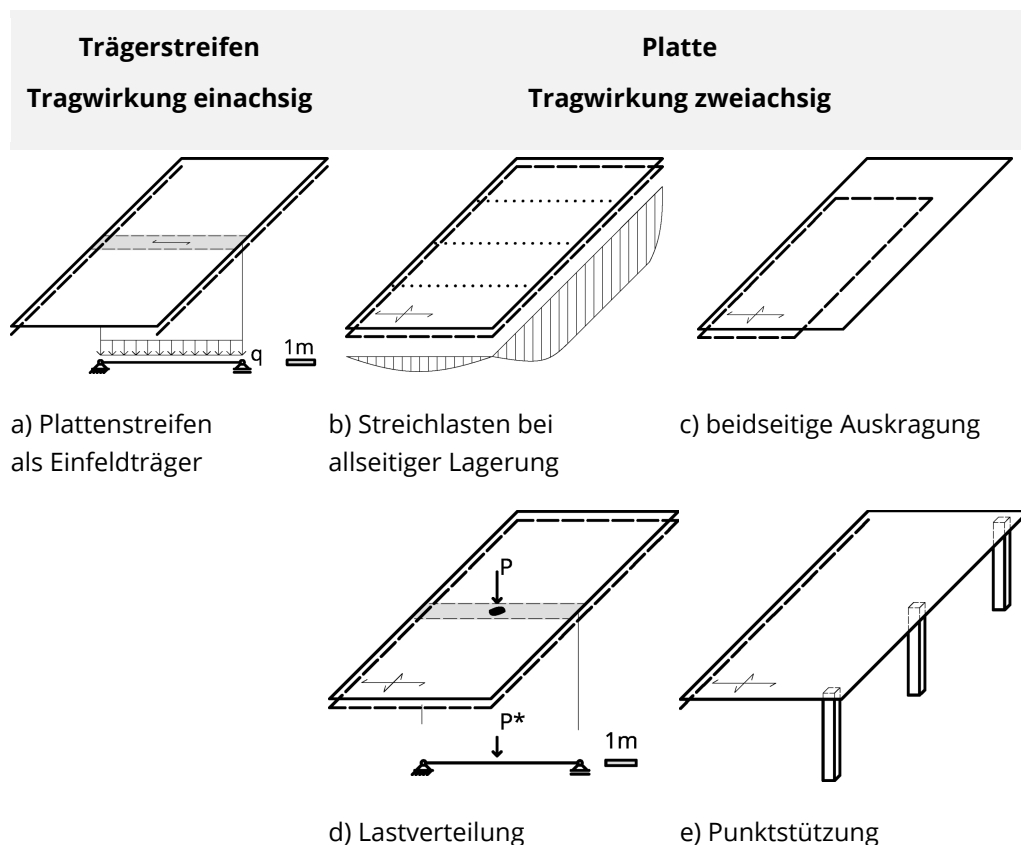 Trägerstreifen
Tragwirkung einachsig
Platte
Tragwirkung zweiachsig
q
1m
a) Plattenstreifen
als Einfeldträger
b) Streichlasten bei
allseitiger Lagerung
c) beidseitige Auskragung
P
P*
1m
d) Lastverteilung
e) Punktstützung